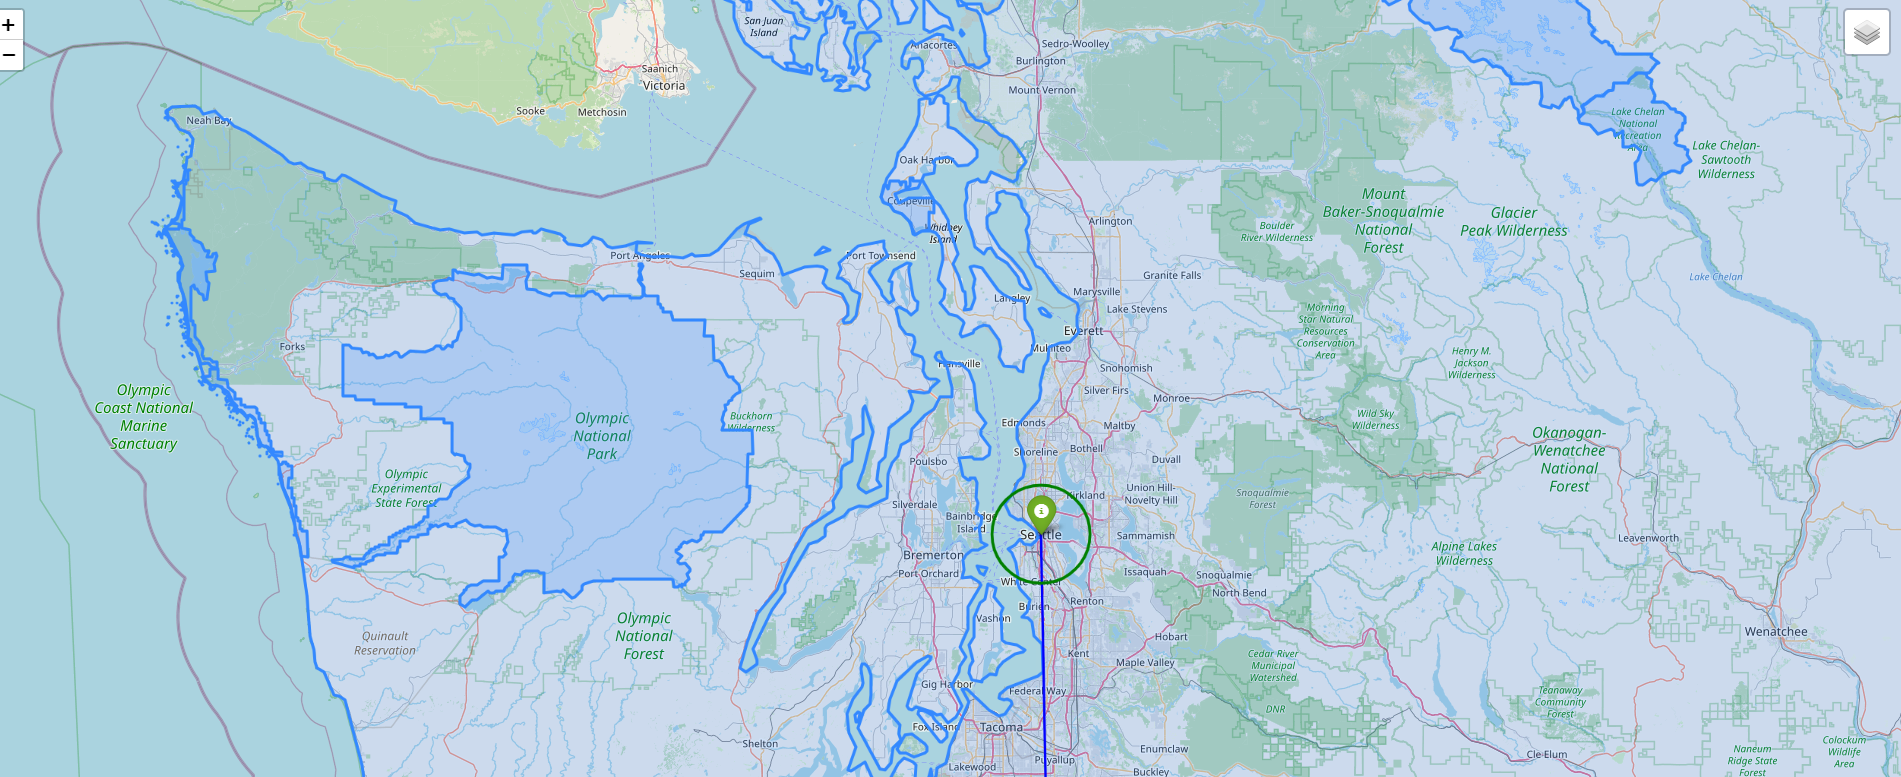 +
−
San Juan
Island
Anacortes
Sedro-Woolley
Burlington
Mount Vernon
Saanich
Victoria
Sooke
Metchosin
Neah Bay
Oak Harbor
Coupeville
Whidbey
Island
Arlington
Lake Chelan
National
Recreation
Area
Lake Chelan-
Sawtooth
Wilderness
Mount
Baker-Snoqualmie
National
Forest
Glacier
Peak Wilderness
Boulder
River Wilderness
Port Angeles
Sequim
Port Townsend
Granite Falls
Lake Chelan
Langley
Marysville
Lake Stevens
Everett
Mukilteo
Morning
Star Natural
Resources
Conservation
Area
Henry M.
Jackson
Wilderness
Forks
Hansville
Snohomish
Silver Firs
Monroe
Olympic
Coast National
Marine
Sanctuary
Olympic
National
Park
Buckhorn
Wilderness
Edmonds
Maltby
Wild Sky
Wilderness
Okanogan-
Wenatchee
National
Forest
Shoreline
Bothell
Duvall
Poulsbo
Olympic
Experimental
State Forest
Silverdale
Kirkland
Union Hill-
Novelty Hill
Snoqualmie
Forest
Bainbridge
Island
i
Seattle
Sammamish
Leavenworth
Bremerton
Alpine Lakes
Wilderness
Port Orchard
White Center
Issaquah
Snoqualmie
North Bend
Burien
Renton
Vashon
Olympic
National
Forest
Quinault
Reservation
Hobart
Wenatchee
Kent
Maple Valley
Cedar River
Municipal
Watershed
Gig Harbor
Federal Way
Teanaway
Community
Forest
DNR
Fox Island
Tacoma
Shelton
Enumclaw
Cle Elum
Colockum
Wildlife
Area
Naneum
Ridge State
Forest
Lakewood
Puyallup
Buckley